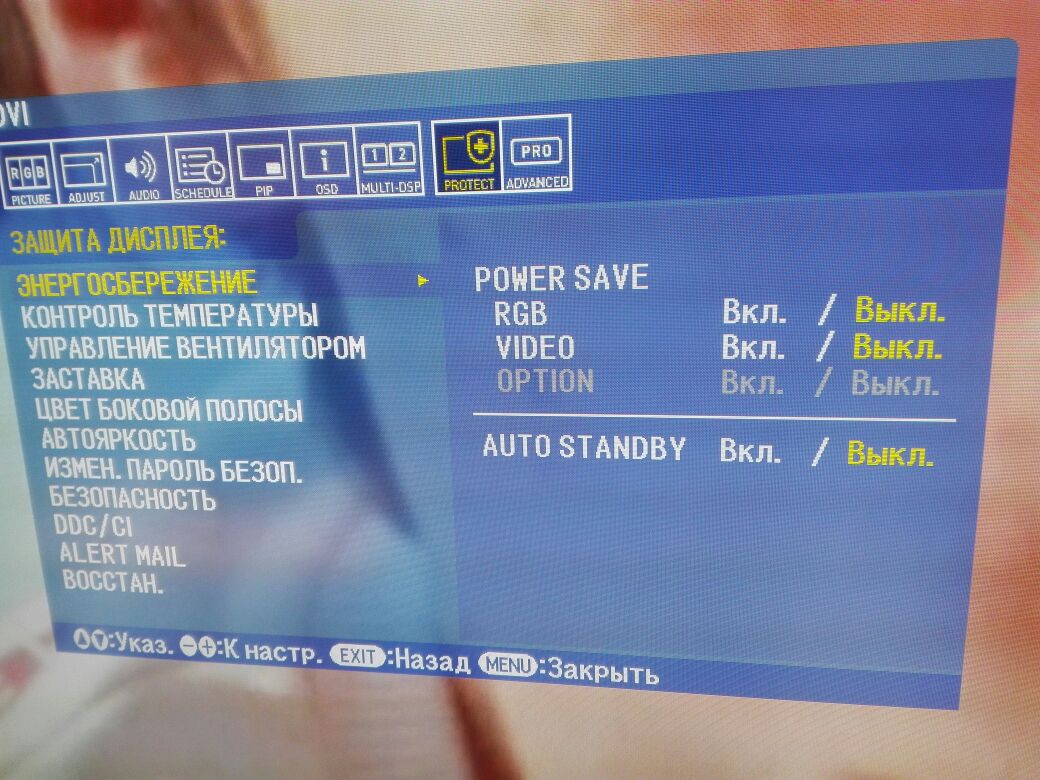 DVI
RGB PICTURE ADJUST AUDIO SCHEDULE PIP i OSD 1 2 MULTI-DSP PROTECT PRO ADVANCED
ЗАЩИТА ДИСПЛЕЯ:
ЭНЕРГОСБЕРЕЖЕНИЕ
КОНТРОЛЬ ТЕМПЕРАТУРЫ
УПРАВЛЕНИЕ ВЕНТИЛЯТОРОМ
ЗАСТАВКА
ЦВЕТ БОКОВОЙ ПОЛОСЫ
АВТОЯРКОСТЬ
ИЗМЕН. ПАРОЛЬ БЕЗОП.
БЕЗОПАСНОСТЬ
DDC/CI
ALERT MAIL
ВОССТАН.
POWER SAVE
RGB Вкл. / Выкл.
VIDEO Вкл. / Выкл.
OPTION Вкл. / Выкл.
AUTO STANDBY Вкл. / Выкл.
:Указ. :К настр. EXIT:Назад MENU:Закрыть